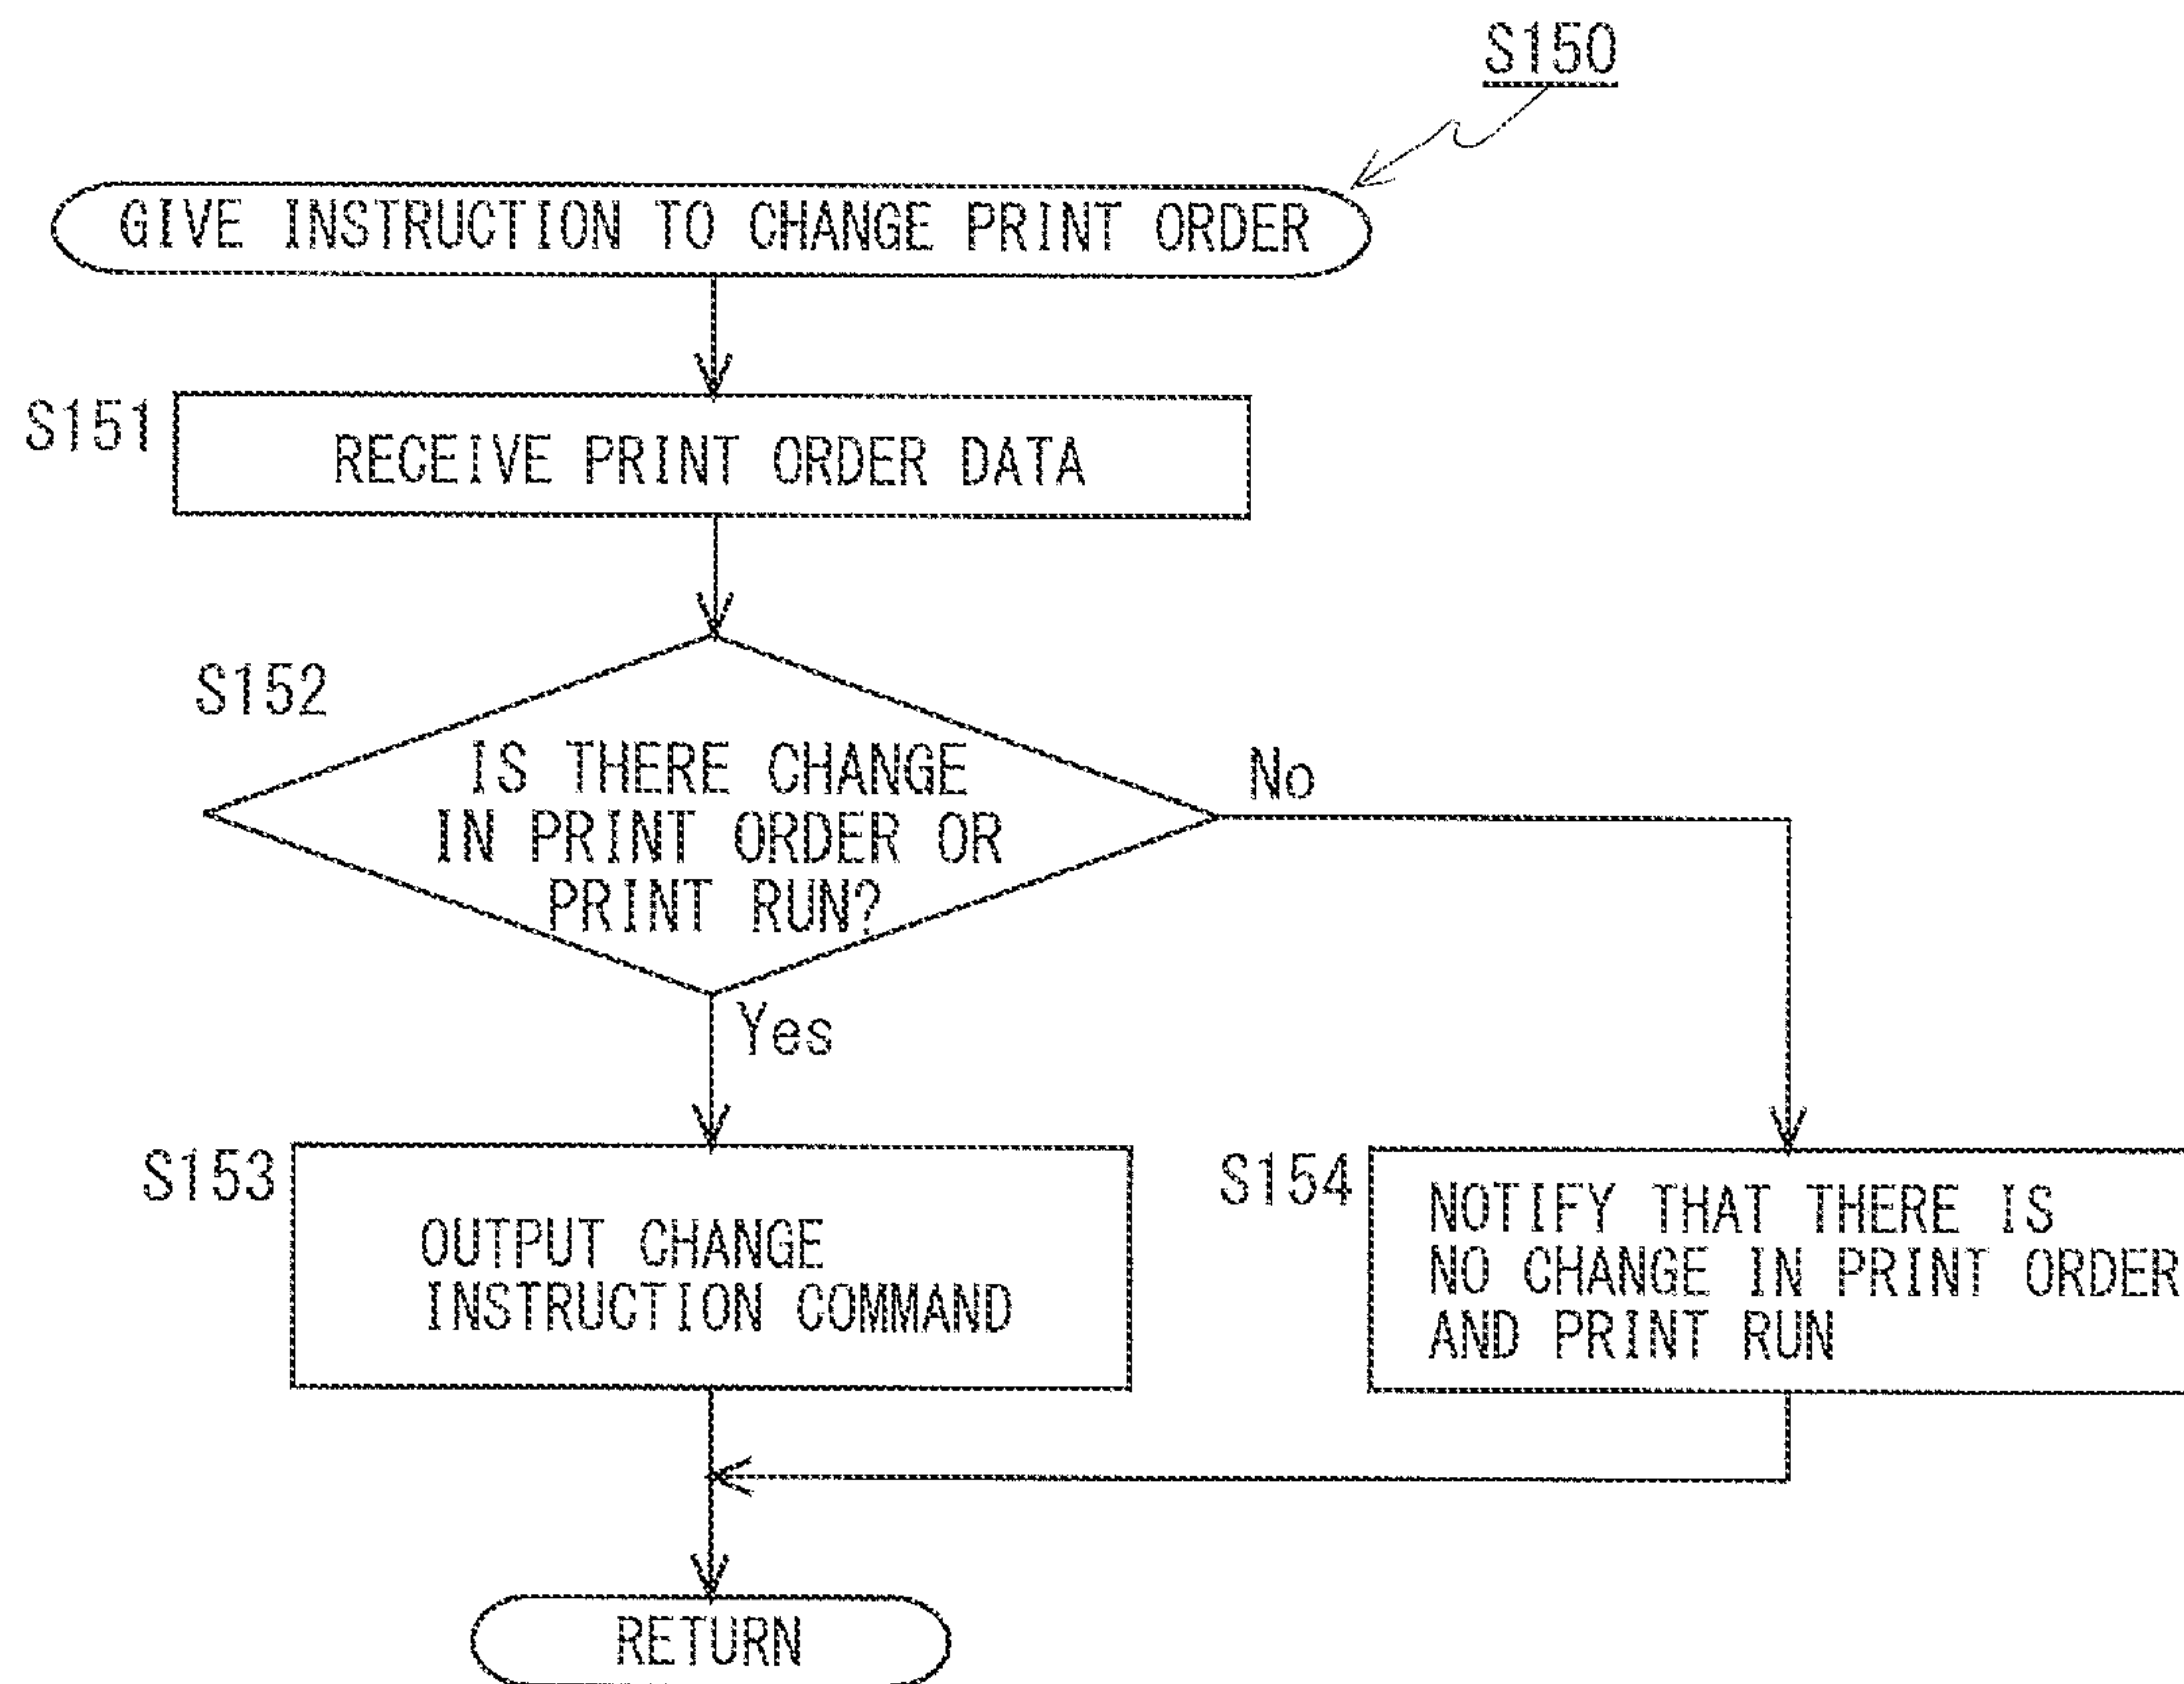 S150
GIVE INSTRUCTION TO CHANGE PRINT ORDER
S151
RECEIVE PRINT ORDER DATA
S152
IS THERE CHANGE
IN PRINT ORDER OR
PRINT RUN?
No
Yes
S153
OUTPUT CHANGE
INSTRUCTION COMMAND
S154
NOTIFY THAT THERE IS
NO CHANGE IN PRINT ORDER
AND PRINT RUN
RETURN